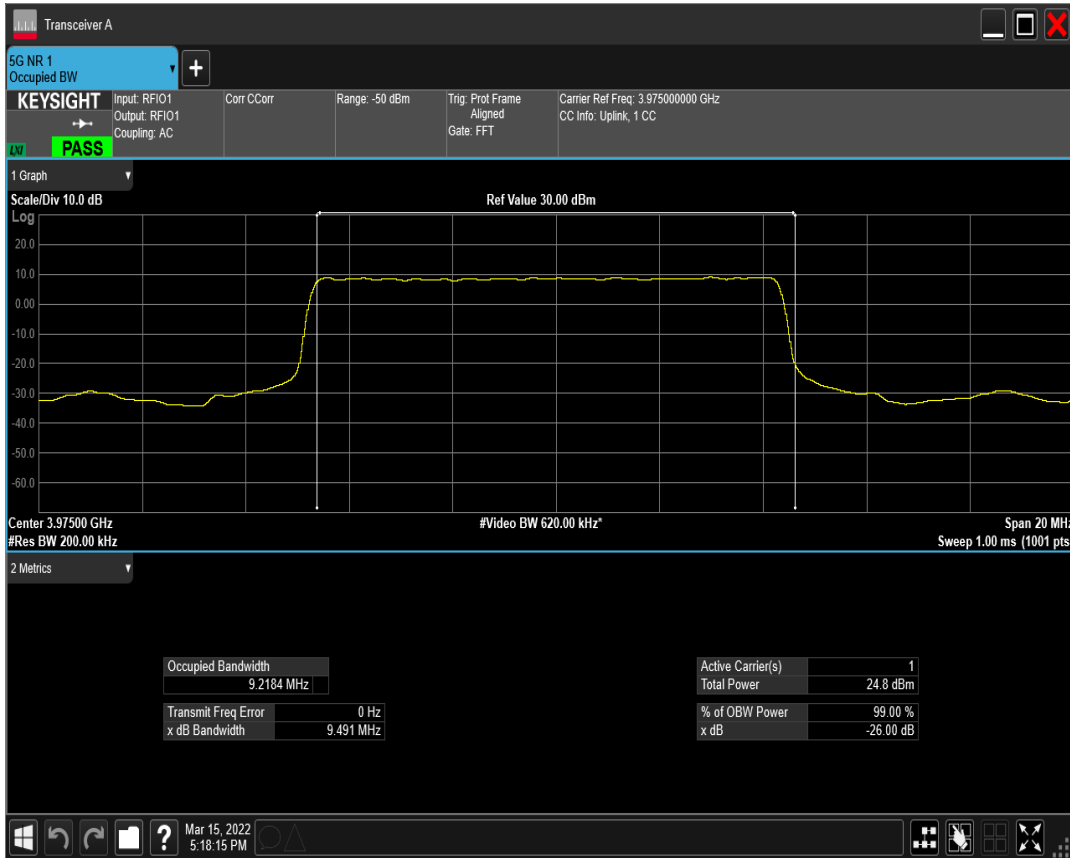 Transceiver A
5G NR 1
Occupied BW
KEYSIGHT
LXI
PASS
Input: RFIO1
Output: RFIO1
Coupling: AC
Corr CCorr
Range: -50 dBm
Trig: Prot Frame
Aligned
Gate: FFT
Carrier Ref Freq: 3.975000000 GHz
CC Info: Uplink, 1 CC
1 Graph
Scale/Div 10.0 dB
Ref Value 30.00 dBm
Log
20.0
10.0
0.00
-10.0
-20.0
-30.0
-40.0
-50.0
-60.0
Center 3.97500 GHz
#Video BW 620.00 kHz*
Span 20 MHz
#Res BW 200.00 kHz
Sweep 1.00 ms (1001 pts
2 Metrics
Occupied Bandwidth
9.2184 MHz
Transmit Freq Error 0 Hz
x dB Bandwidth 9.491 MHz
Active Carrier(s) 1
Total Power 24.8 dBm
% of OBW Power 99.00 %
x dB -26.00 dB
?
Mar 15, 2022
5:18:15 PM